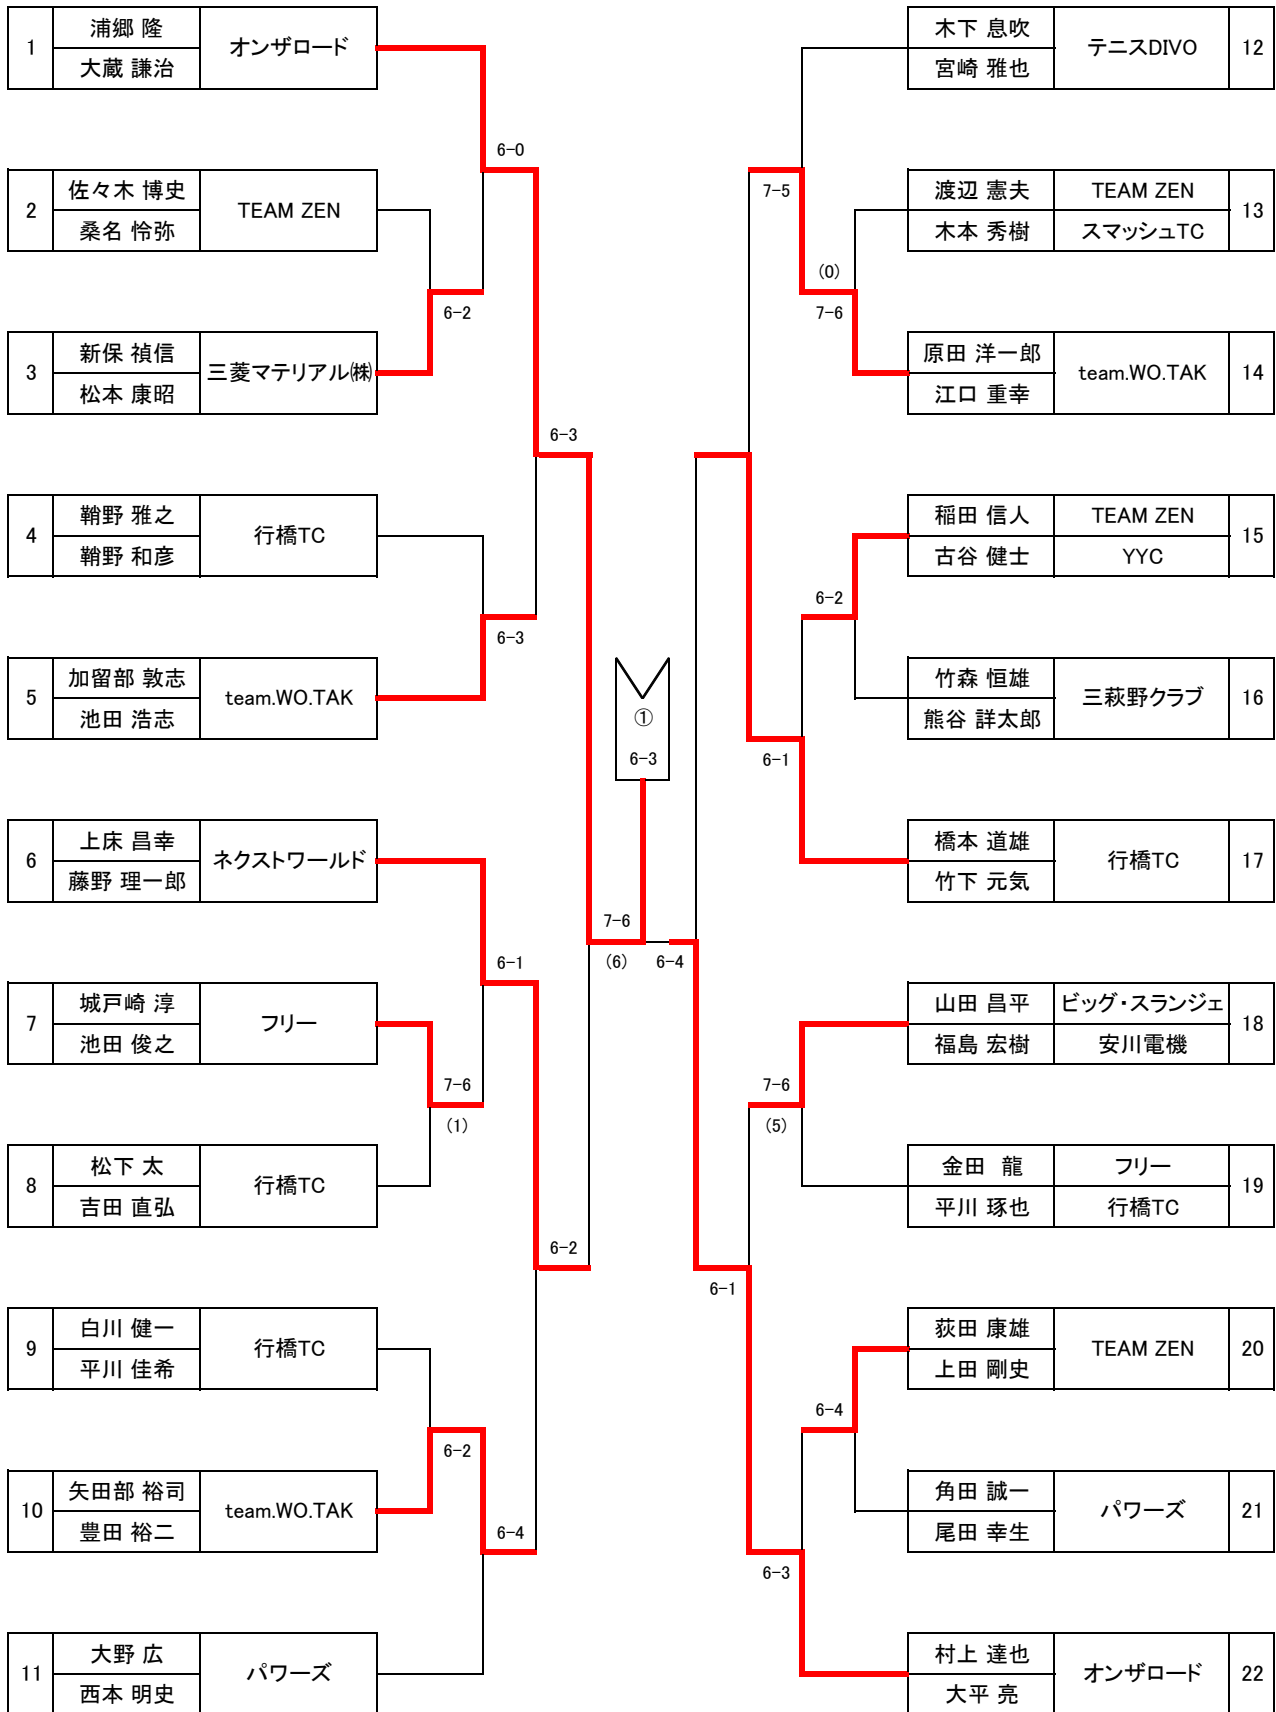 1
浦郷 隆
大蔵 謙治
オンザロード
2
佐々木 博史
桑名 怜弥
TEAM ZEN
3
新保 禎信
松本 康昭
三菱マテリアル㈱
4
鞘野 雅之
鞘野 和彦
行橋TC
5
加留部 敦志
池田 浩志
team.WO.TAK
6
上床 昌幸
藤野 理一郎
ネクストワールド
7
城戸崎 淳
池田 俊之
フリー
8
松下 太
吉田 直弘
行橋TC
9
白川 健一
平川 佳希
行橋TC
10
矢田部 裕司
豊田 裕二
team.WO.TAK
11
大野 広
西本 明史
パワーズ
6-0
6-2
6-3
6-3
6-1
7-6
(1)
6-2
6-2
6-4
7-6
(6)
①
6-3
6-4
7-5
(0)
7-6
6-2
6-1
7-6
(5)
6-1
6-4
6-3
木下 息吹
宮崎 雅也
テニスDIVO
12
渡辺 憲夫
木本 秀樹
TEAM ZEN
スマッシュTC
13
原田 洋一郎
江口 重幸
team.WO.TAK
14
稲田 信人
古谷 健士
TEAM ZEN
YYC
15
竹森 恒雄
熊谷 詳太郎
三萩野クラブ
16
橋本 道雄
竹下 元気
行橋TC
17
山田 昌平
福島 宏樹
ビッグ・スランジェ
安川電機
18
金田　龍
平川 琢也
フリー
行橋TC
19
荻田 康雄
上田 剛史
TEAM ZEN
20
角田 誠一
尾田 幸生
パワーズ
21
村上 達也
大平 亮
オンザロード
22